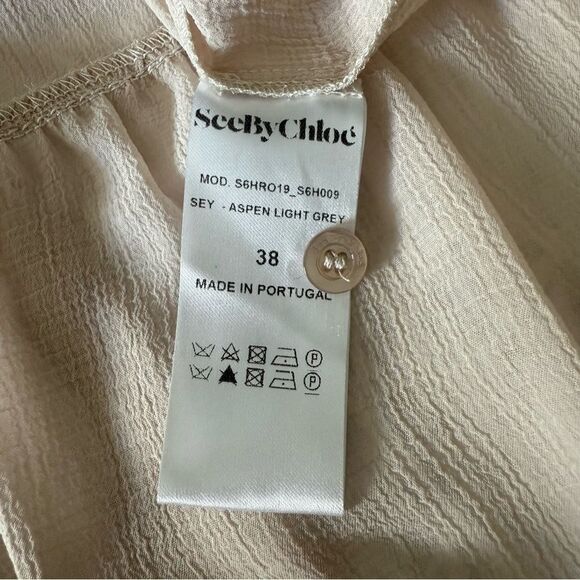 SeeByChloé
MOD. S6HRO19_S6H009
SEY - ASPEN LIGHT GREY
38
MADE IN PORTUGAL
P
P